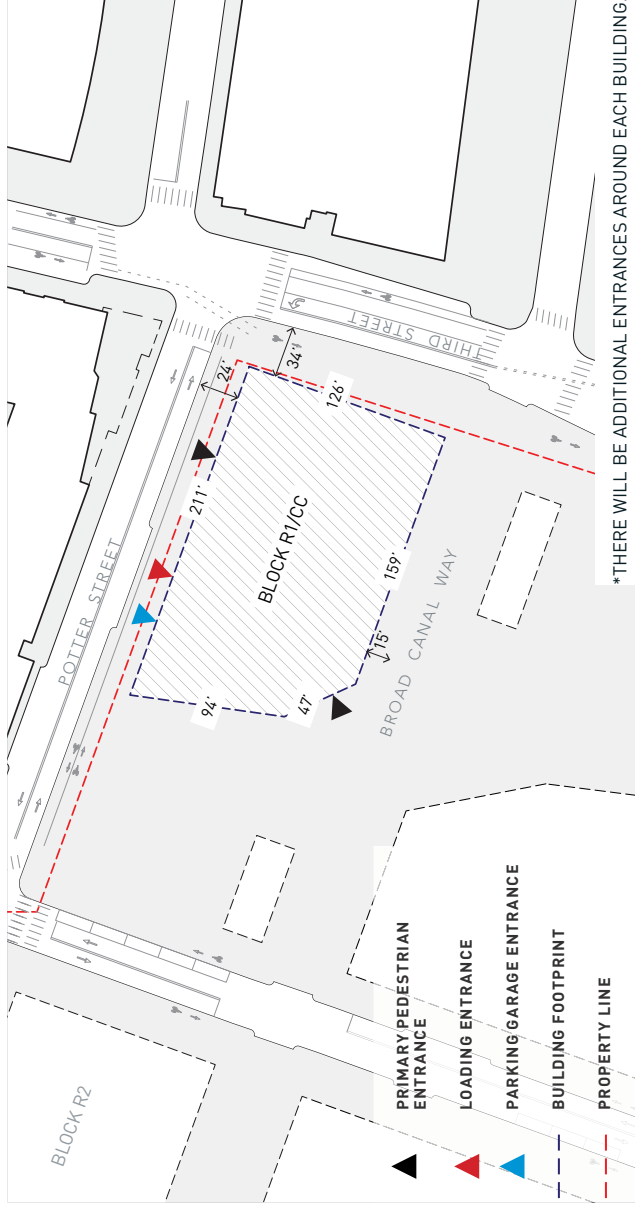 POTTER STREET
THIRD STREET
24'
34'
211'
126'
BLOCK R1/CC
159'
15'
94'
47'
BROAD CANAL WAY
BLOCK R2
PRIMARY PEDESTRIAN
ENTRANCE
LOADING ENTRANCE
PARKING GARAGE ENTRANCE
BUILDING FOOTPRINT
PROPERTY LINE
*THERE WILL BE ADDITIONAL ENTRANCES AROUND EACH BUILDING.